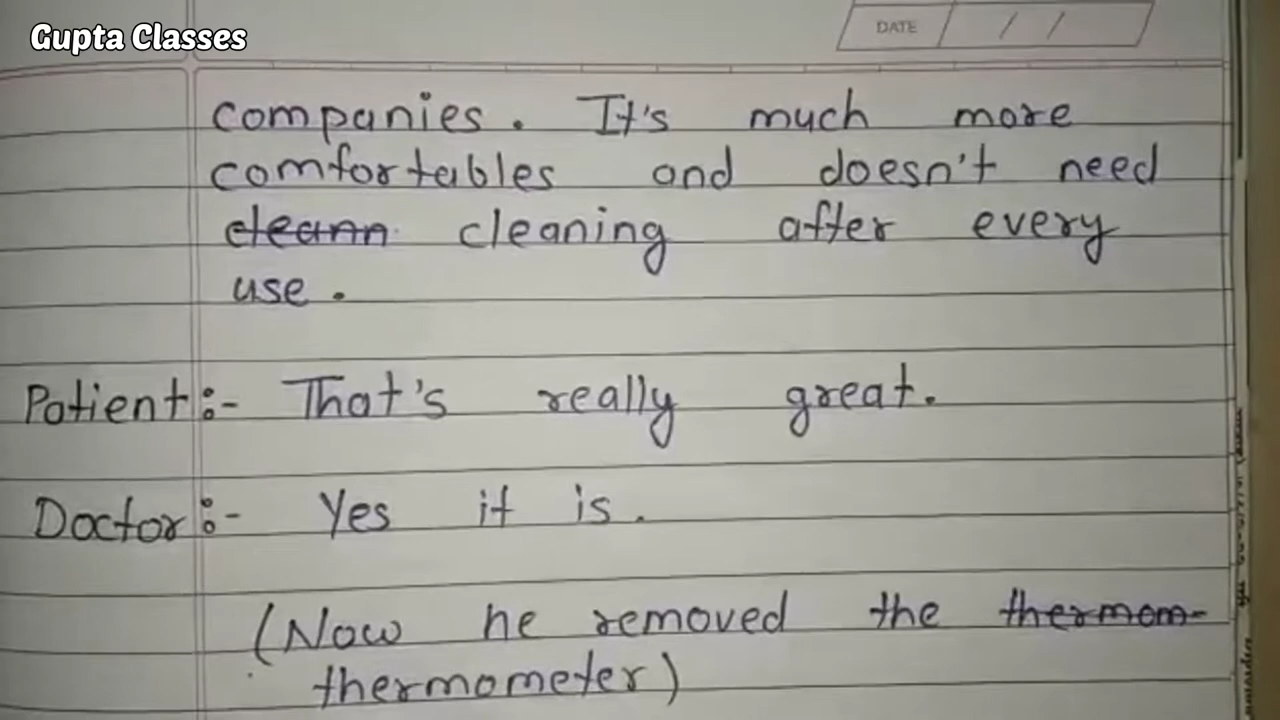 Gupta Classes
DATE / /
companies. It's much more
comfortables and doesn't need
cleann cleaning after every
use.
Patient:- That's really great.
Doctor:- Yes it is.
(Now he removed the thermom-
thermometer)